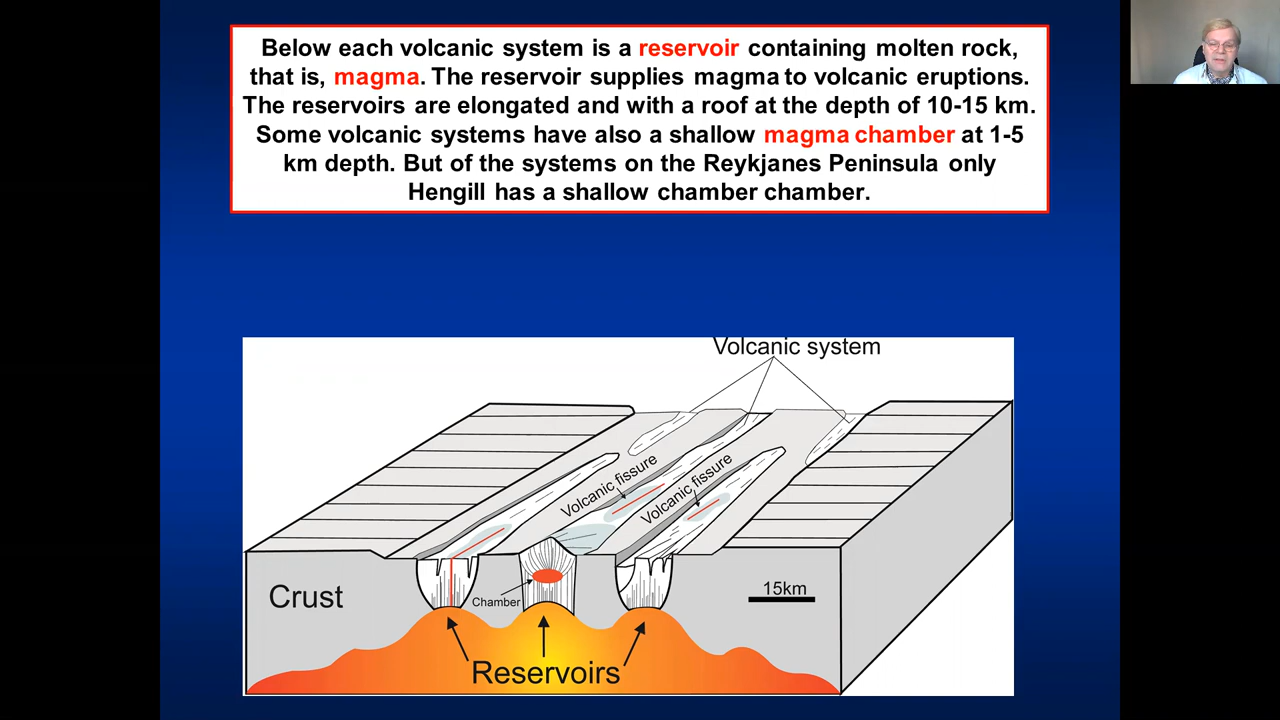 Below each volcanic system is a reservoir containing molten rock,
that is, magma. The reservoir supplies magma to volcanic eruptions.
The reservoirs are elongated and with a roof at the depth of 10-15 km.
Some volcanic systems have also a shallow magma chamber at 1-5
km depth. But of the systems on the Reykjanes Peninsula only
Hengill has a shallow chamber chamber.
Volcanic system
Volcanic fissure
Volcanic fissure
Crust
Chamber
15km
Reservoirs